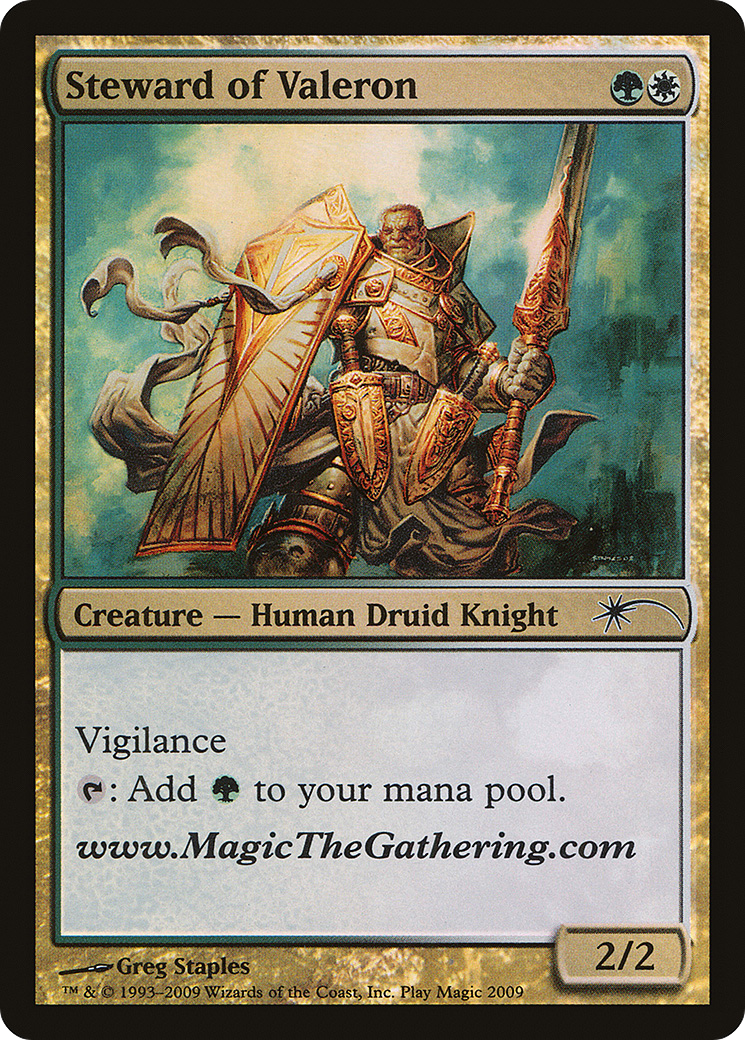 Steward of Valeron
Creature — Human Druid Knight
Vigilance
: Add to your mana pool.
www.MagicTheGathering.com
2/2
Greg Staples
™ & © 1993–2009 Wizards of the Coast, Inc. Play Magic 2009